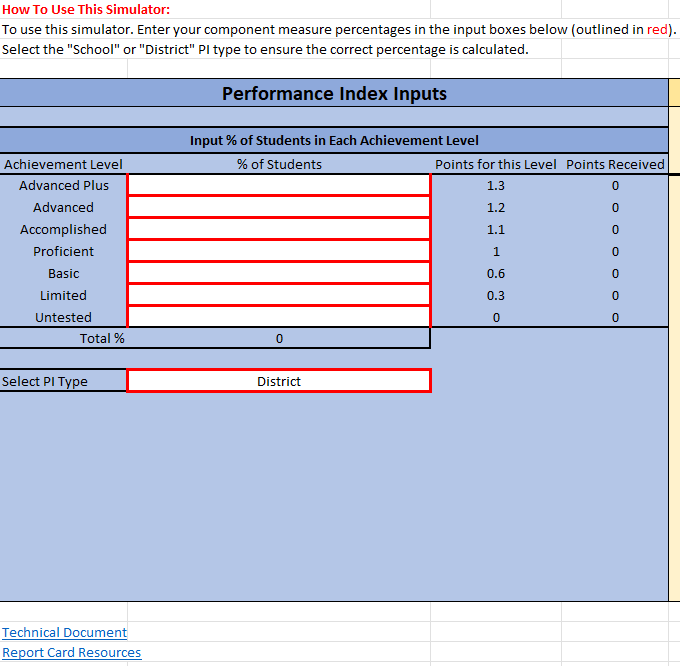 How To Use This Simulator:
To use this simulator. Enter your component measure percentages in the input boxes below (outlined in red).
Select the "School" or "District" PI type to ensure the correct percentage is calculated.
Performance Index Inputs
Input % of Students in Each Achievement Level
Achievement Level % of Students Points for this Level Points Received
Advanced Plus 1.3 0
Advanced 1.2 0
Accomplished 1.1 0
Proficient 1 0
Basic 0.6 0
Limited 0.3 0
Untested 0 0
Total % 0
Select PI Type District
Technical Document
Report Card Resources